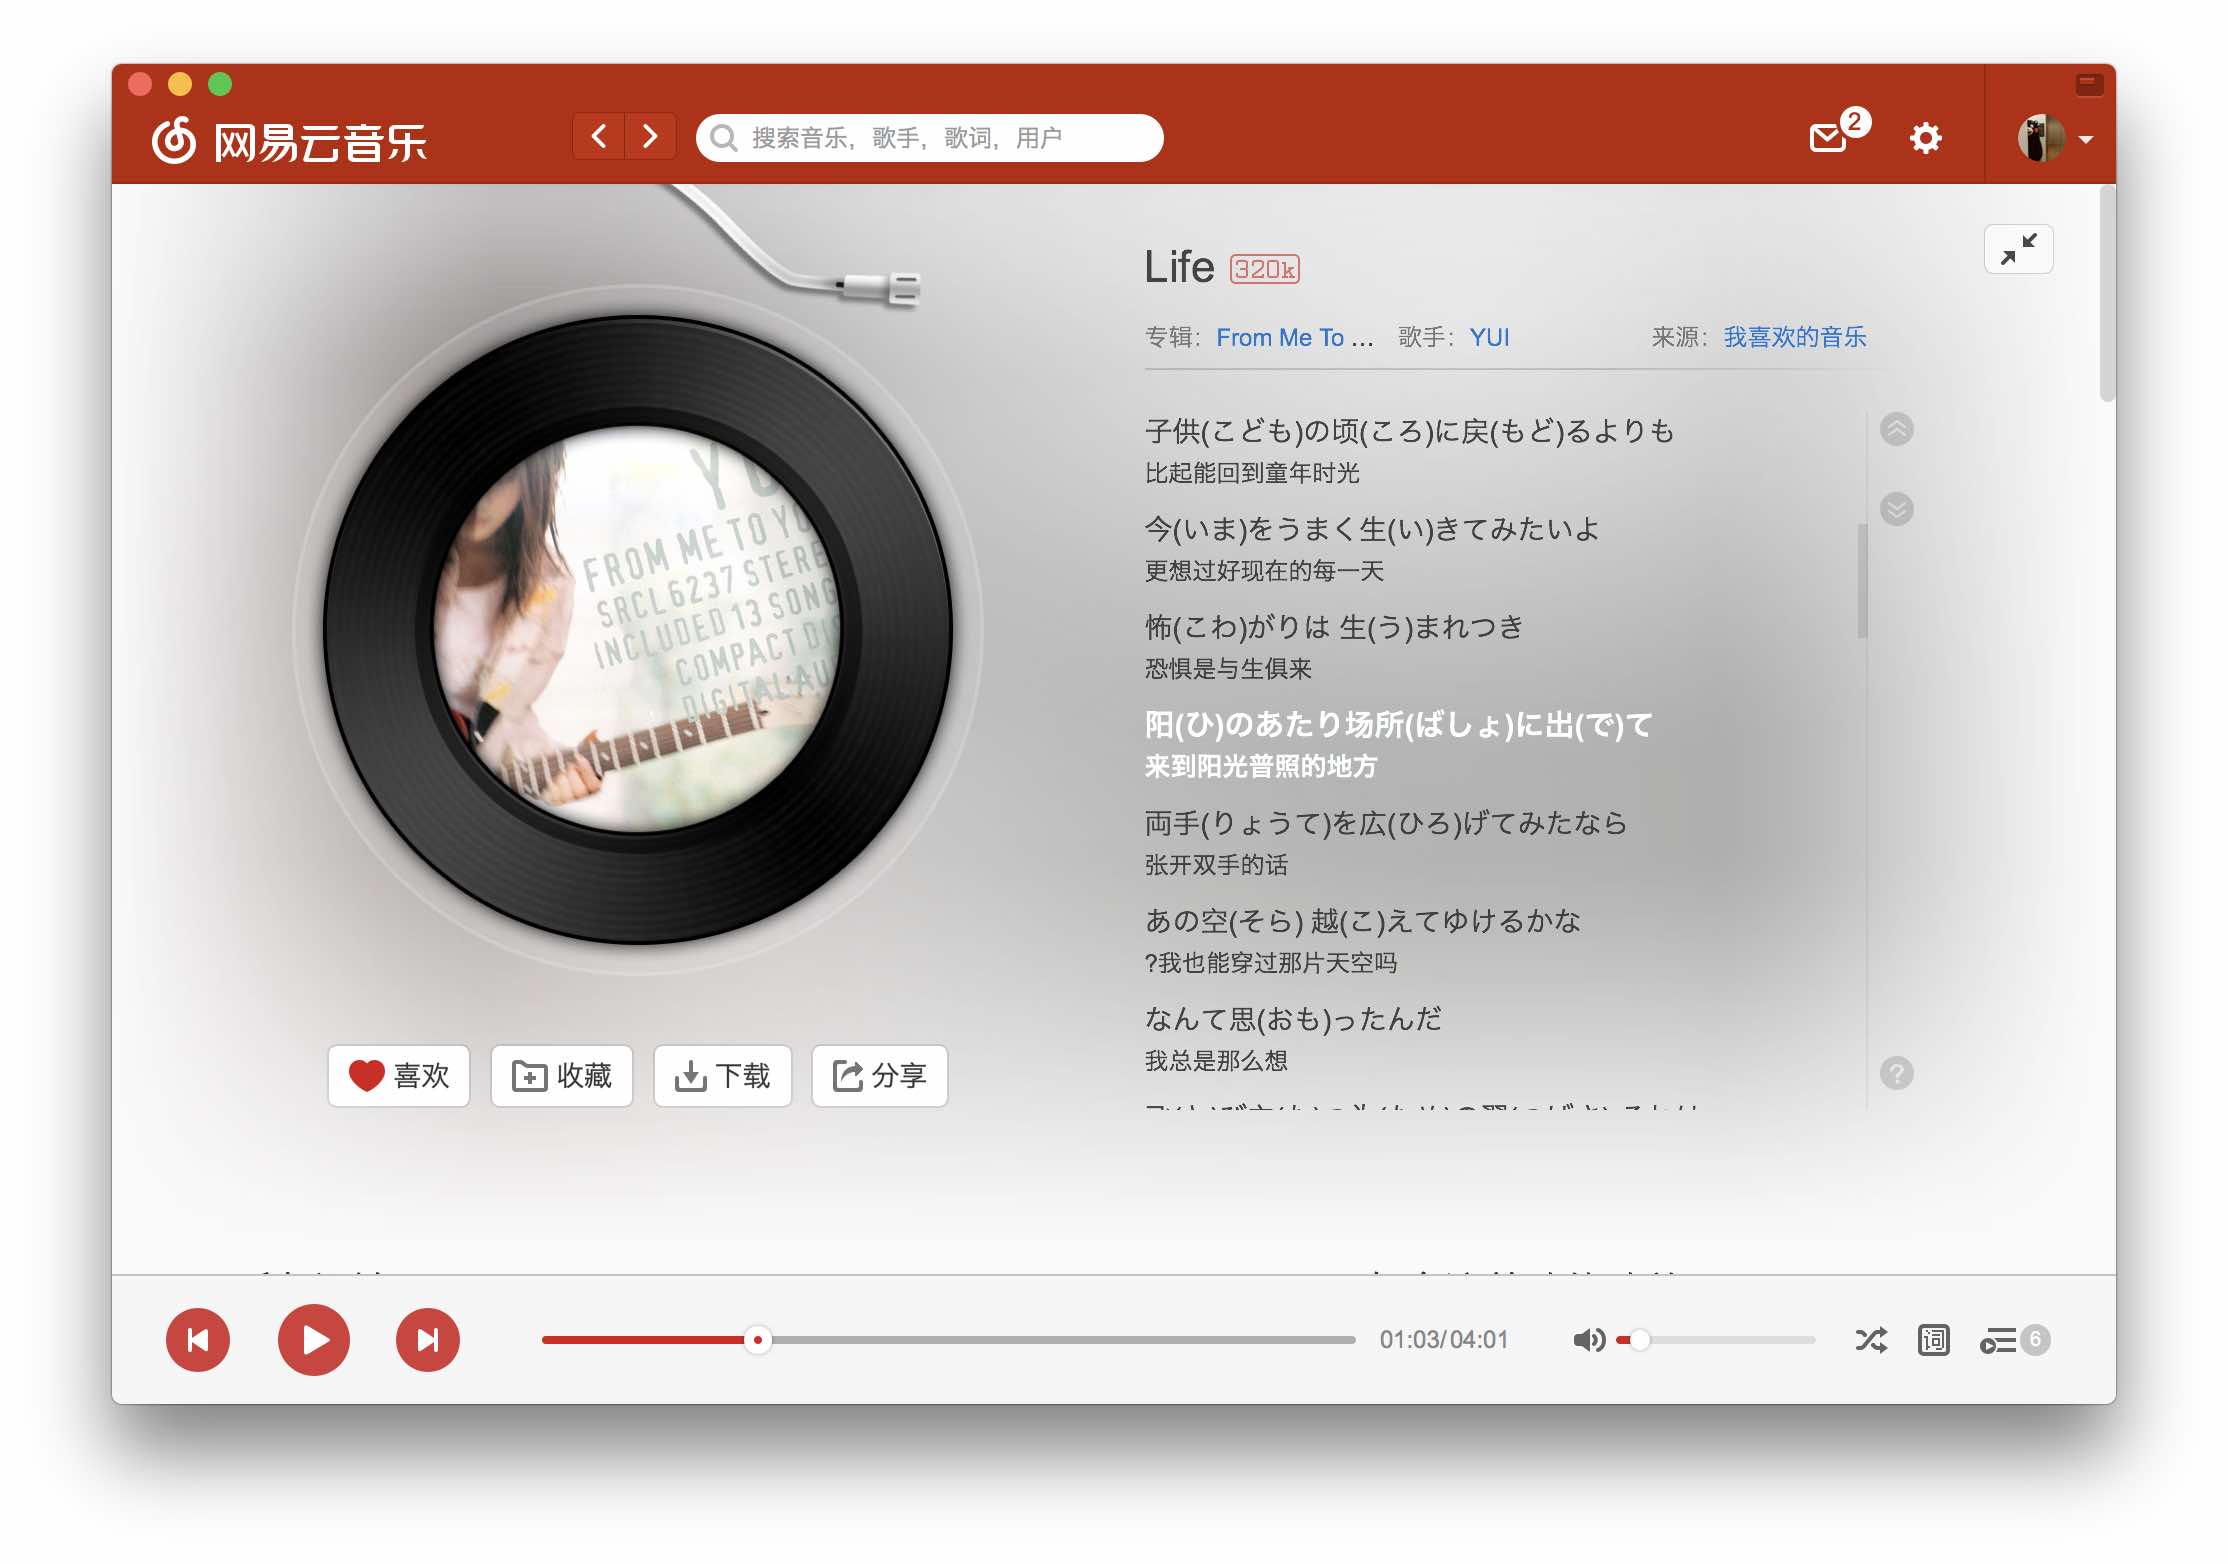 网易云音乐
搜索音乐，歌手，歌词，用户
2
Life 320k
专辑： From Me To ... 歌手： YUI 来源： 我喜欢的音乐
子供(こども)の頃(ころ)に戻(もど)るよりも
比起能回到童年时光
今(いま)をうまく生(い)きてみたいよ
更想过好现在的每一天
怖(こわ)がりは 生(う)まれつき
恐惧是与生俱来
阳(ひ)のあたり场所(ばしょ)に出(で)て
来到阳光普照的地方
両手(りょうて)を広(ひろ)げてみたなら
张开双手的话
あの空(そら) 越(こ)えてゆけるかな
?我也能穿过那片天空吗
なんて思(おも)ったんだ
我总是那么想
YU
FROM ME TO YO
SRCL 6237 STERE
INCLUDED 13 SONG
COMPACT DIS
DIGITAL AU
喜欢 收藏 下载 分享
01:03/04:01
词
6